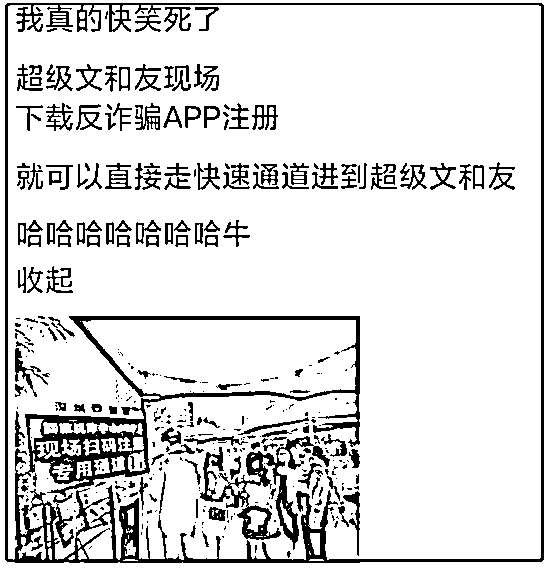 我真的快笑死了
超级文和友现场
下载反诈骗APP注册
就可以直接走快速通道进到超级文和友
哈哈哈哈哈哈哈牛
收起
现场扫码注册
专用通道